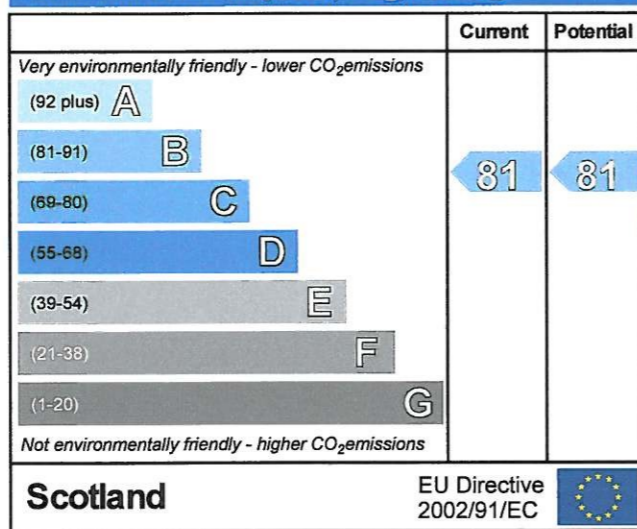 Current Potential
Very environmentally friendly - lower CO₂emissions
(92 plus) A
(81-91) B
81 81
(69-80) C
(55-68) D
(39-54) E
(21-38) F
(1-20) G
Not environmentally friendly - higher CO₂emissions
Scotland
EU Directive
2002/91/EC